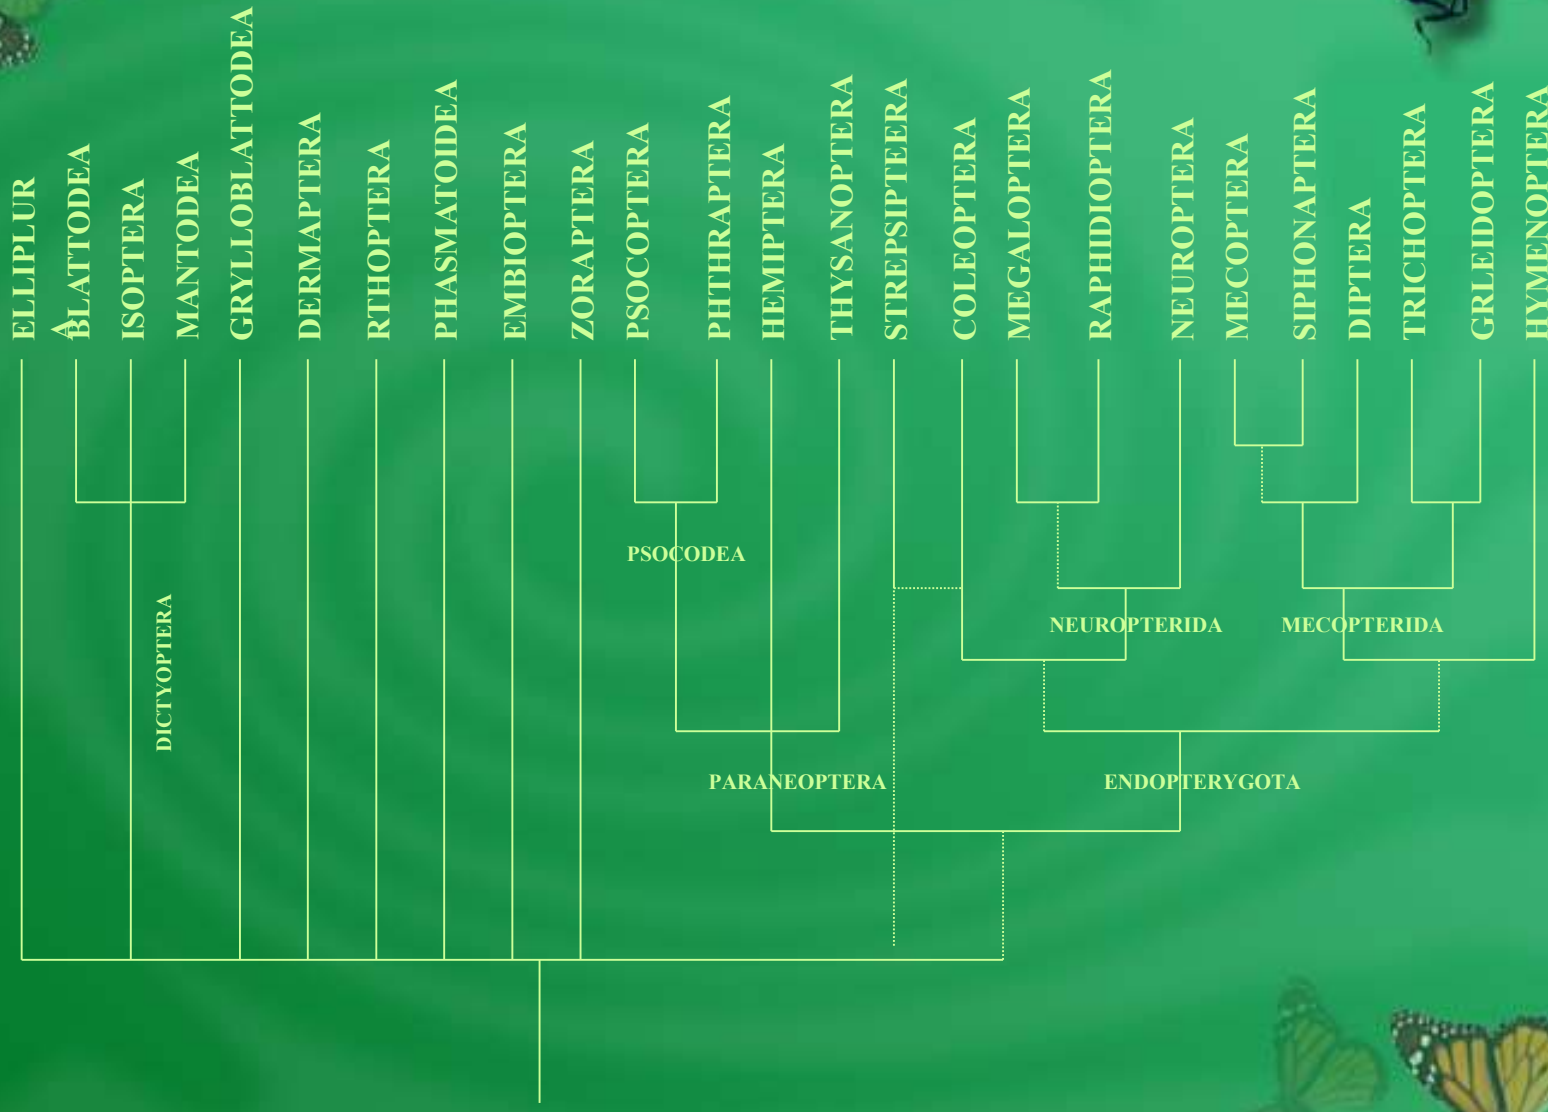 ELLIPLUR
A
BLATTODEA
ISOPTERA
MANTODEA
GRYLLOBLATTODEA
DERMAPTERA
RTHOPTERA
PHASMATOIDEA
EMBIOPTERA
ZORAPTERA
PSOCOPTERA
PHTHRAPTERA
HEMIPTERA
THYSANOPTERA
STREPSIPTERA
COLEOPTERA
MEGALOPTERA
RAPHIDIOPTERA
NEUROPTERA
MECOPTERA
SIPHONAPTERA
DIPTERA
TRICHOPTERA
GRLEIDOPTERA
HYMENOPTERA
PSOCODEA
DICTYOPTERA
NEUROPTERIDA
MECOPTERIDA
PARANEOPTERA
ENDOPTERYGOTA